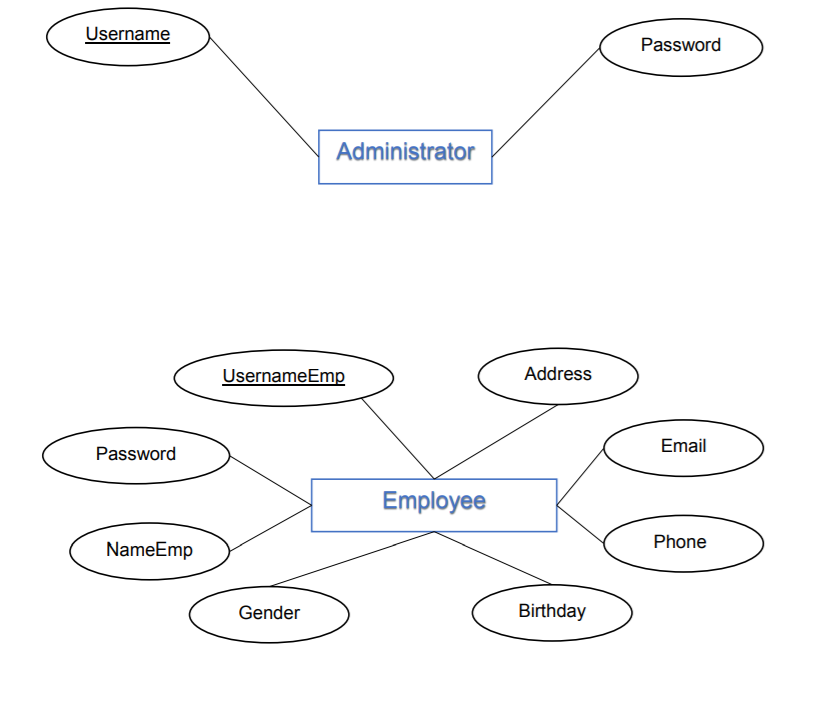 Username
Password
Administrator
UsernameEmp
Address
Password
Email
Employee
NameEmp
Phone
Gender
Birthday